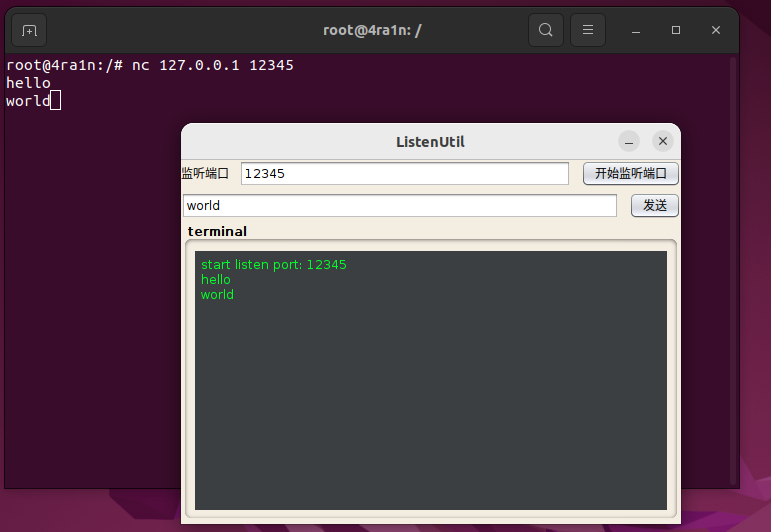 root@4ra1n: /
root@4ra1n:/# nc 127.0.0.1 12345
hello
world
ListenUtil
监听端口 12345 开始监听端口
world 发送
terminal
start listen port: 12345
hello
world